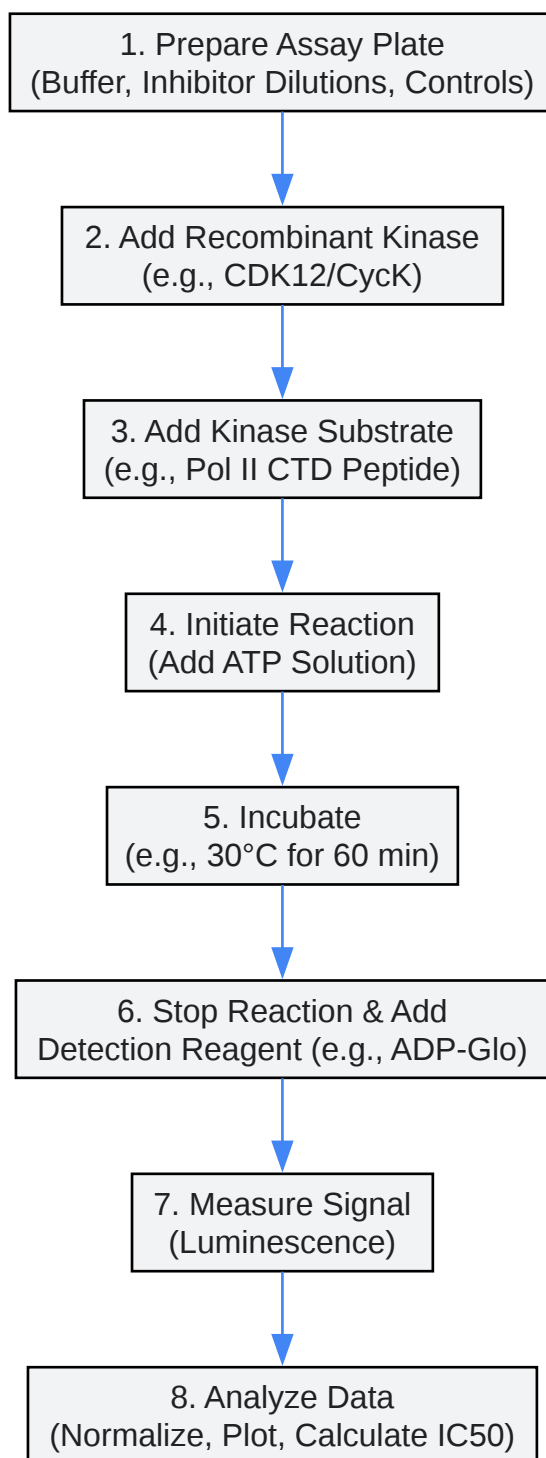 1. Prepare Assay Plate
(Buffer, Inhibitor Dilutions, Controls)
2. Add Recombinant Kinase
(e.g., CDK12/CycK)
3. Add Kinase Substrate
(e.g., Pol II CTD Peptide)
4. Initiate Reaction
(Add ATP Solution)
5. Incubate
(e.g., 30°C for 60 min)
6. Stop Reaction & Add
Detection Reagent (e.g., ADP-Glo)
7. Measure Signal
(Luminescence)
8. Analyze Data
(Normalize, Plot, Calculate IC50)